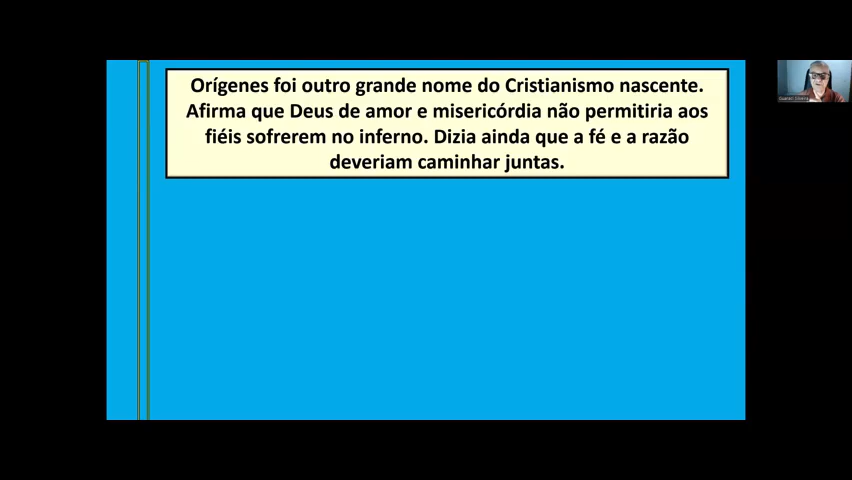 Orígenes foi outro grande nome do Cristianismo nascente.
Afirma que Deus de amor e misericórdia não permitiria aos
fiéis sofrerem no inferno. Dizia ainda que a fé e a razão
deveriam caminhar juntas.